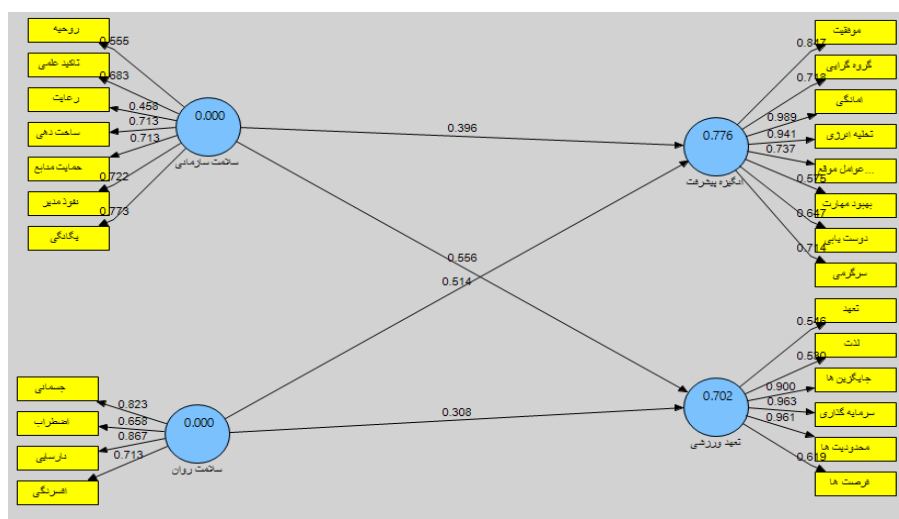 روحیه
0.555
تاکید علمی
0.683
رعایت
0.458
ساخت دهی
0.713
حمایت منابع
0.713
نفوذ مدیر
0.722
یگانگی
0.773
0.000
سلامت سازمانی
0.396
0.556
0.514
0.308
جسمانی
0.823
اضطراب
0.658
نارسایی
0.867
افسردگی
0.713
0.000
سلامت روان
0.776
انگیزه پیشرفت
موفقیت
0.847
گروه گرایی
0.718
امادگی
0.989
تخلیه انرژی
0.941
عوامل موقع...
0.737
بهبود مهارت
0.575
دوست یابی
0.647
سرگرمی
0.714
0.702
تعهد ورزشی
تعهد
0.546
لذت
0.530
جایگزین ها
0.900
سرمایه گذاری
0.963
محدودیت ها
0.961
فرصت ها
0.619